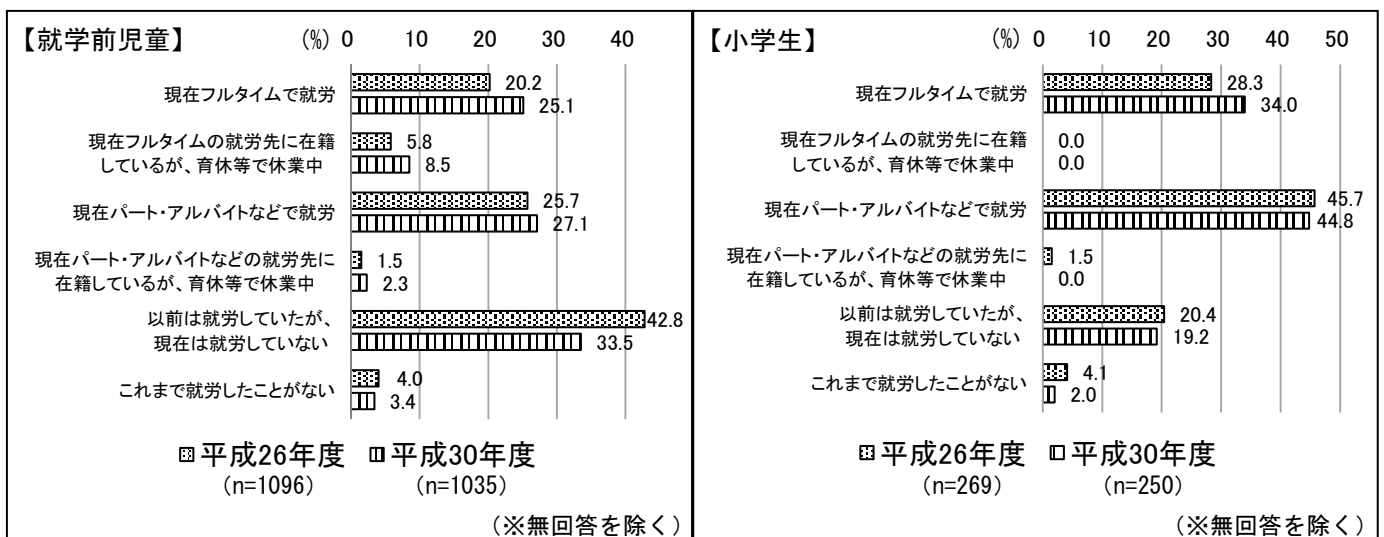 【就学前児童】
(%) 0 10 20 30 40
現在フルタイムで就労
20.2
25.1
現在フルタイムの就労先に在籍
しているが、育休等で休業中
5.8
8.5
現在パート・アルバイトなどで就労
25.7
27.1
現在パート・アルバイトなどの就労先に
在籍しているが、育休等で休業中
1.5
2.3
以前は就労していたが、
現在は就労していない
42.8
33.5
これまで就労したことがない
4.0
3.4
平成26年度 平成30年度
(n=1096) (n=1035)
(※無回答を除く)
【小学生】
(%) 0 10 20 30 40 50
現在フルタイムで就労
28.3
34.0
現在フルタイムの就労先に在籍
しているが、育休等で休業中
0.0
0.0
現在パート・アルバイトなどで就労
45.7
44.8
現在パート・アルバイトなどの就労先に
在籍しているが、育休等で休業中
1.5
0.0
以前は就労していたが、
現在は就労していない
20.4
19.2
これまで就労したことがない
4.1
2.0
平成26年度 平成30年度
(n=269) (n=250)
(※無回答を除く)